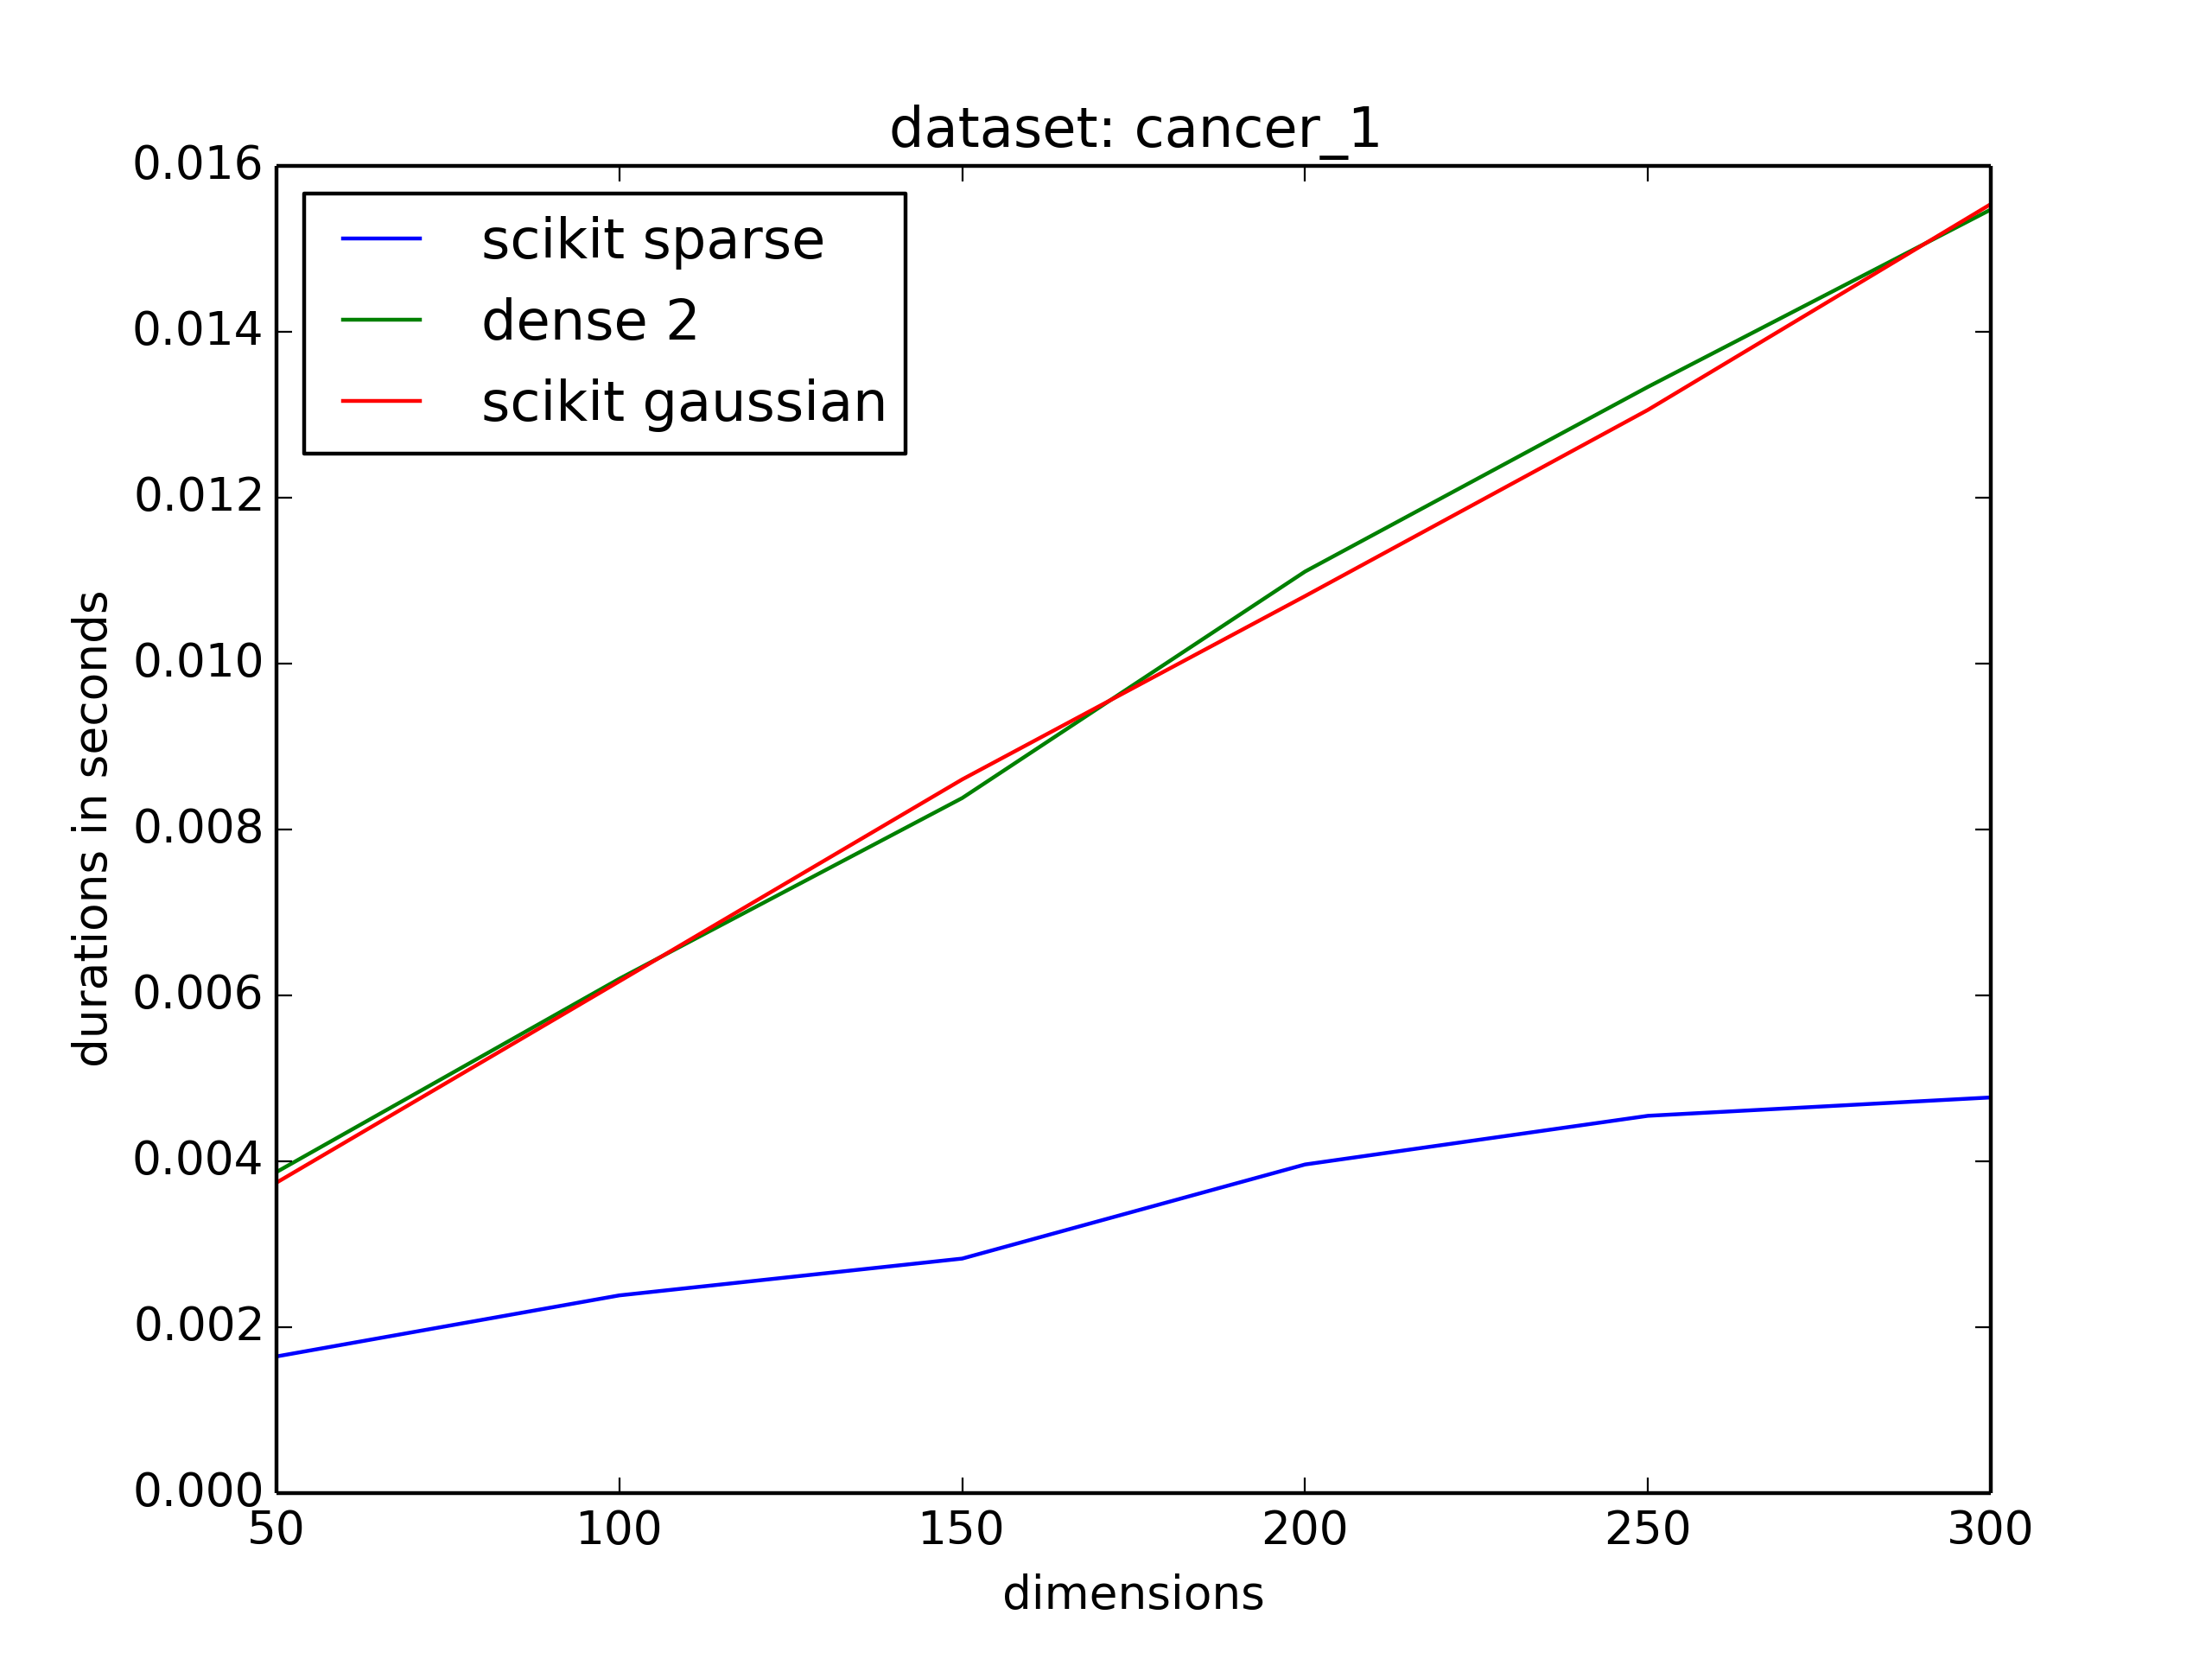 dataset: cancer_1
0.016
0.014
0.012
0.010
0.008
0.006
0.004
0.002
0.000
durations in seconds
scikit sparse
dense 2
scikit gaussian
50 100 150 200 250 300
dimensions